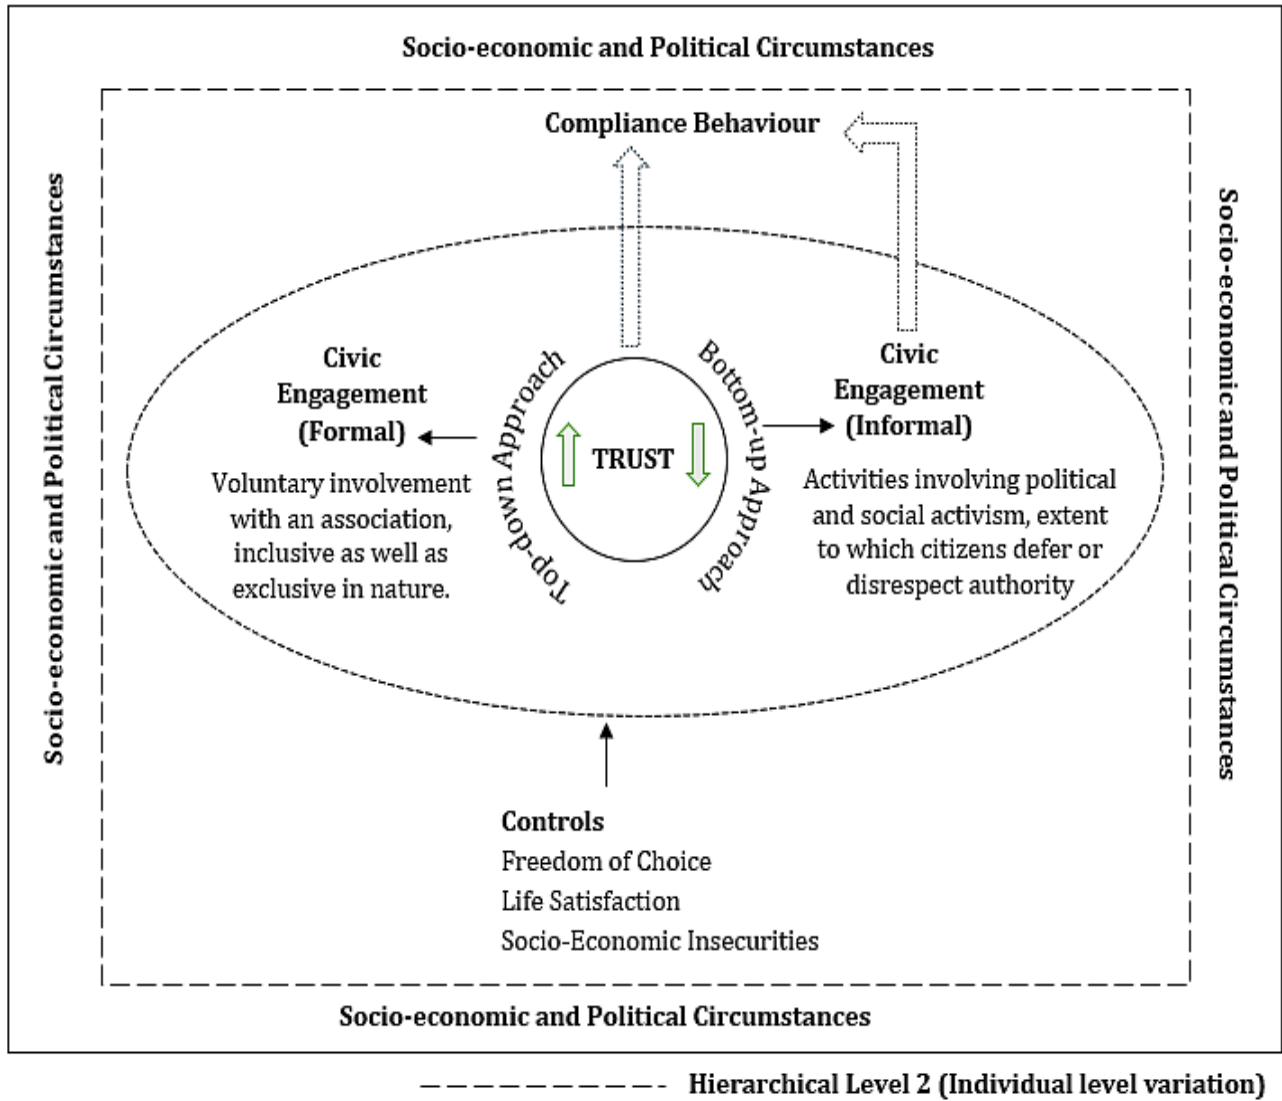 Socio-economic and Political Circumstances
Compliance Behaviour
Socio-economic and Political Circumstances
Socio-economic and Political Circumstances
Civic
Engagement
(Formal)
Voluntary involvement
with an association,
inclusive as well as
exclusive in nature.
Top-down Approach
TRUST
Bottom-up Approach
Civic
Engagement
(Informal)
Activities involving political
and social activism, extent
to which citizens defer or
disrespect authority
Controls
Freedom of Choice
Life Satisfaction
Socio-Economic Insecurities
Socio-economic and Political Circumstances
Hierarchical Level 2 (Individual level variation)